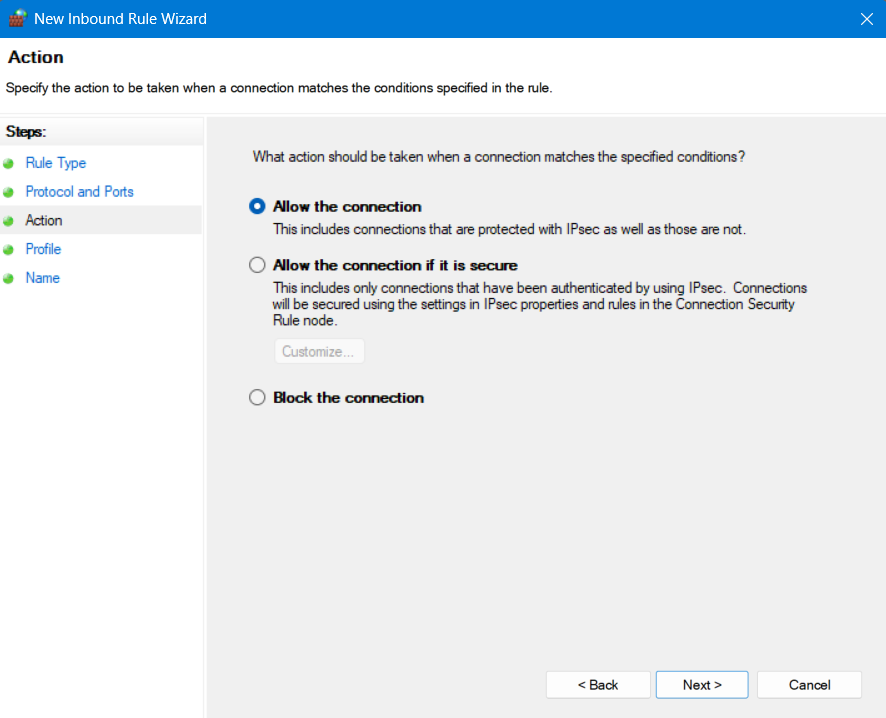 New Inbound Rule Wizard
Action
Specify the action to be taken when a connection matches the conditions specified in the rule.
Steps:
Rule Type
Protocol and Ports
Action
Profile
Name
What action should be taken when a connection matches the specified conditions?
Allow the connection
This includes connections that are protected with IPsec as well as those are not.
Allow the connection if it is secure
This includes only connections that have been authenticated by using IPsec.  Connections
will be secured using the settings in IPsec properties and rules in the Connection Security
Rule node.
Customize...
Block the connection
< Back
Next >
Cancel